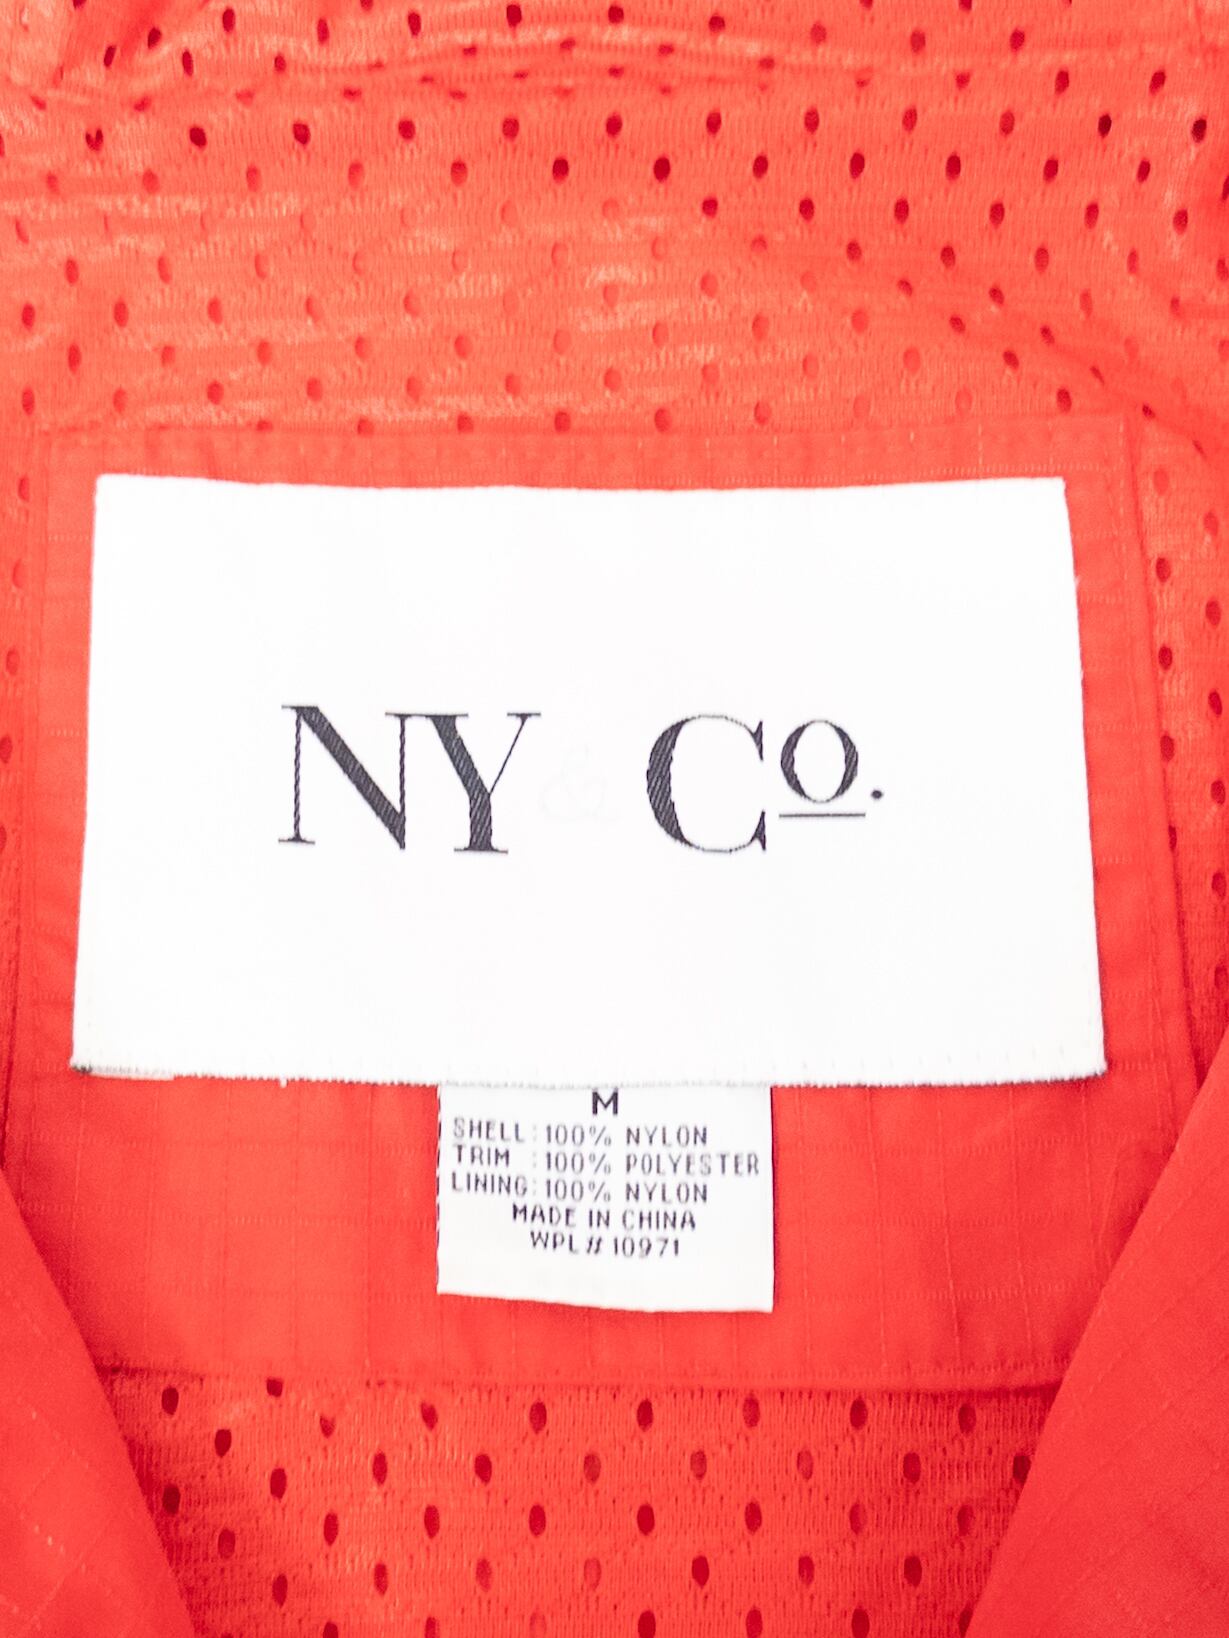 NY & Co.
M
SHELL: 100% NYLON
TRIM : 100% POLYESTER
LINING: 100% NYLON
MADE IN CHINA
WPL # 10971